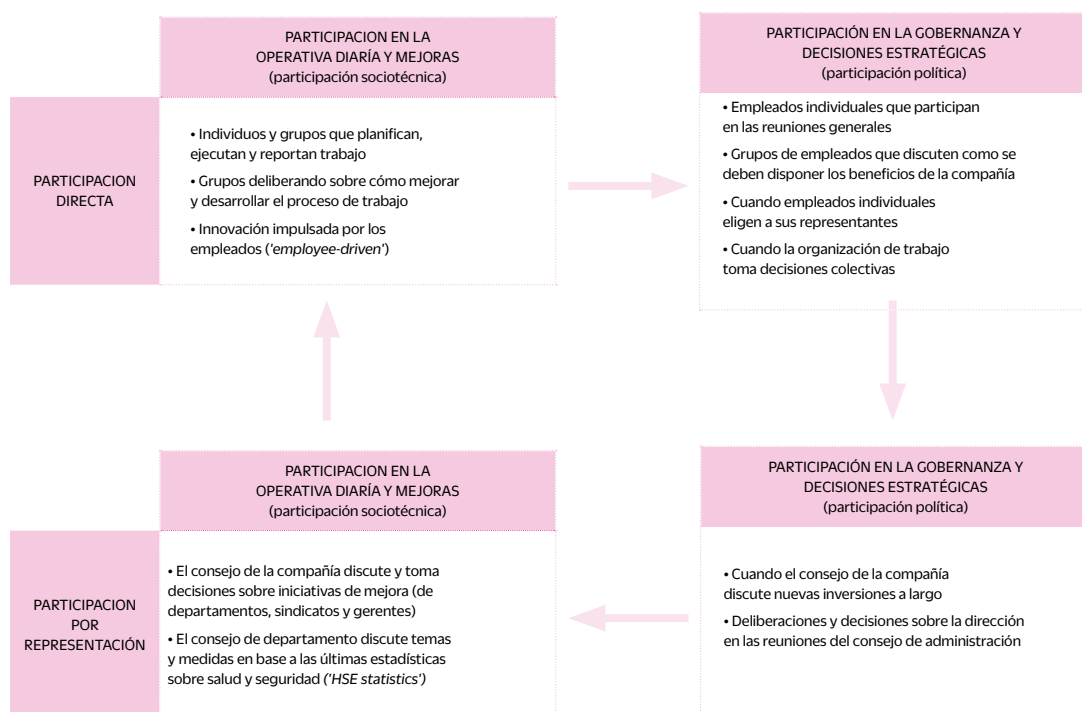 PARTICIPACION EN LA
OPERATIVA DIARÍA Y MEJORAS
(participación sociotécnica)
PARTICIPACIÓN EN LA GOBERNANZA Y
DECISIONES ESTRATÉGICAS
(participación política)
PARTICIPACION
DIRECTA
• Individuos y grupos que planifican,
ejecutan y reportan trabajo
• Grupos deliberando sobre cómo mejorar
y desarrollar el proceso de trabajo
• Innovación impulsada por los
empleados ('employee-driven')
• Empleados individuales que participan
en las reuniones generales
• Grupos de empleados que discuten como se
deben disponer los beneficios de la compañía
• Cuando empleados individuales
eligen a sus representantes
• Cuando la organización de trabajo
toma decisiones colectivas
PARTICIPACION EN LA
OPERATIVA DIARÍA Y MEJORAS
(participación sociotécnica)
PARTICIPACIÓN EN LA GOBERNANZA Y
DECISIONES ESTRATÉGICAS
(participación política)
PARTICIPACION
POR
REPRESENTACIÓN
• El consejo de la compañía discute y toma
decisiones sobre iniciativas de mejora (de
departamentos, sindicatos y gerentes)
• El consejo de departamento discute temas
y medidas en base a las últimas estadísticas
sobre salud y seguridad ('HSE statistics')
• Cuando el consejo de la compañía
discute nuevas inversiones a largo
• Deliberaciones y decisiones sobre la dirección
en las reuniones del consejo de administración